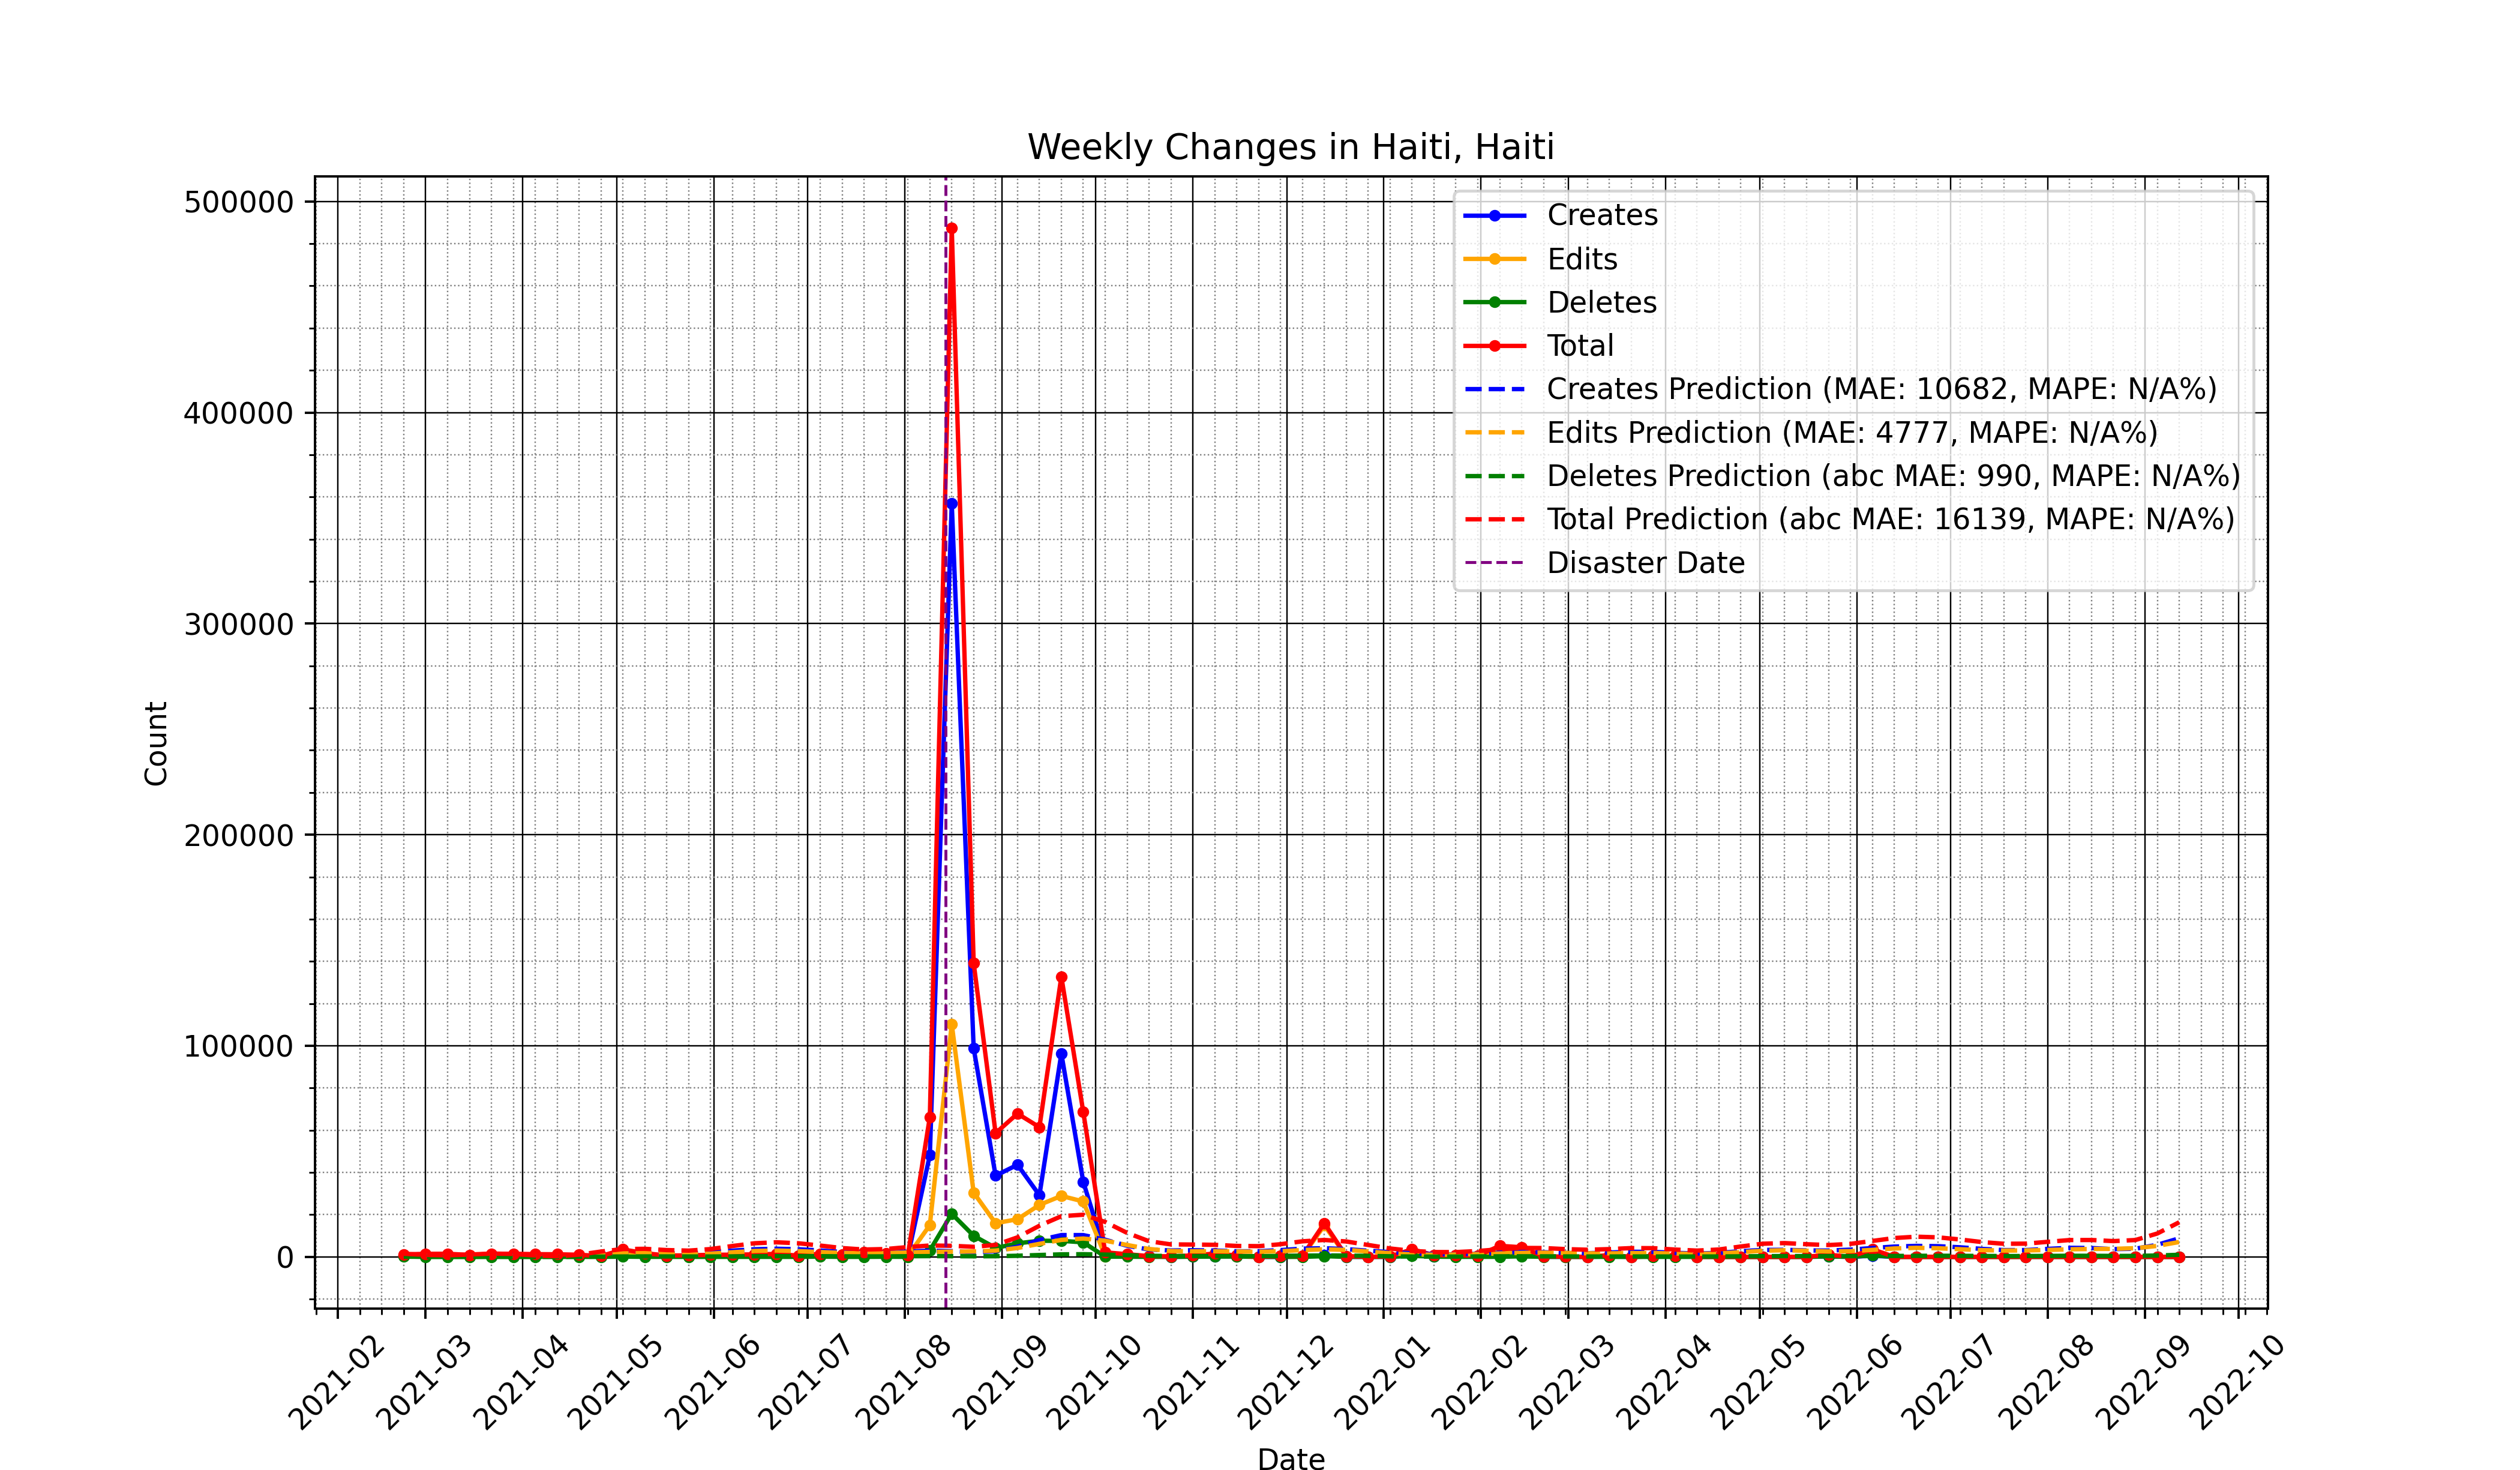 Weekly Changes in Haiti, Haiti
500000
400000
300000
200000
100000
0
Count
Creates
Edits
Deletes
Total
Creates Prediction (MAE: 10682, MAPE: N/A%)
Edits Prediction (MAE: 4777, MAPE: N/A%)
Deletes Prediction (abc MAE: 990, MAPE: N/A%)
Total Prediction (abc MAE: 16139, MAPE: N/A%)
Disaster Date
2021-02
2021-03
2021-04
2021-05
2021-06
2021-07
2021-08
2021-09
2021-10
2021-11
2021-12
2022-01
2022-02
2022-03
2022-04
2022-05
2022-06
2022-07
2022-08
2022-09
2022-10
Date